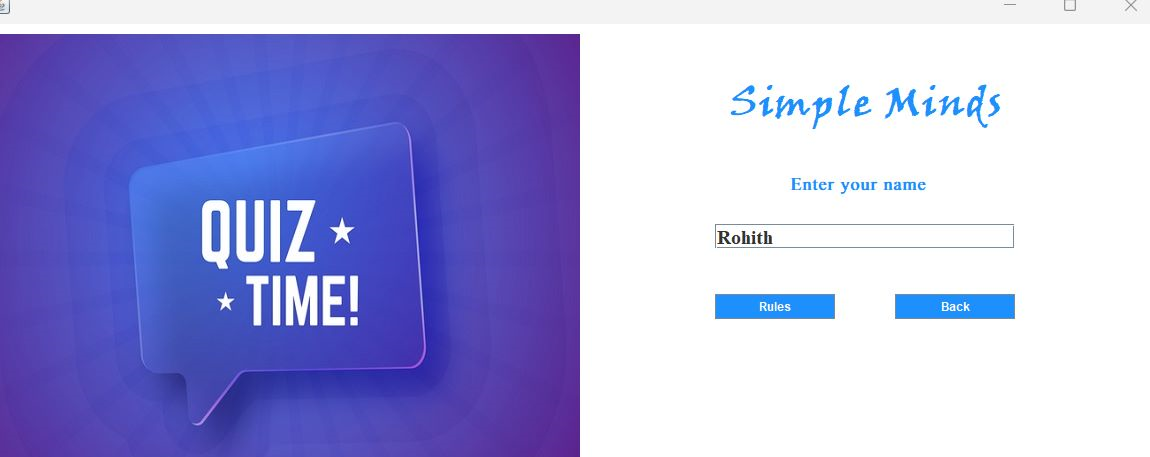 QUIZ
TIME!
Simple Minds
Enter your name
Rohith
Rules
Back